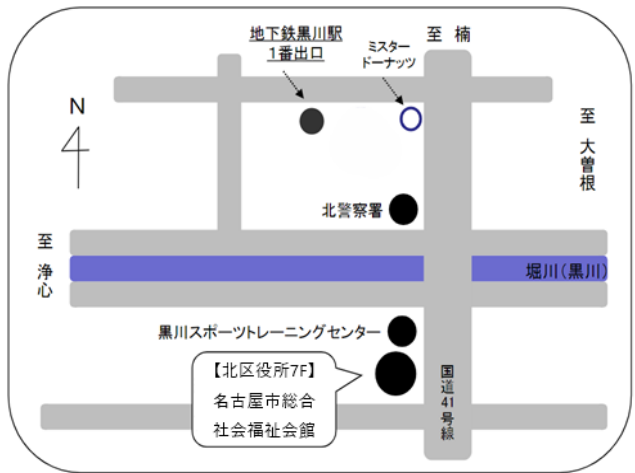 地下鉄黒川駅
1番出口
ミスター
ドーナッツ
至 楠
N
至 大曽根
北警察署
至 浄心
堀川(黒川)
黒川スポーツトレーニングセンター
【北区役所7F】
名古屋市総合
社会福祉会館
国道41号線